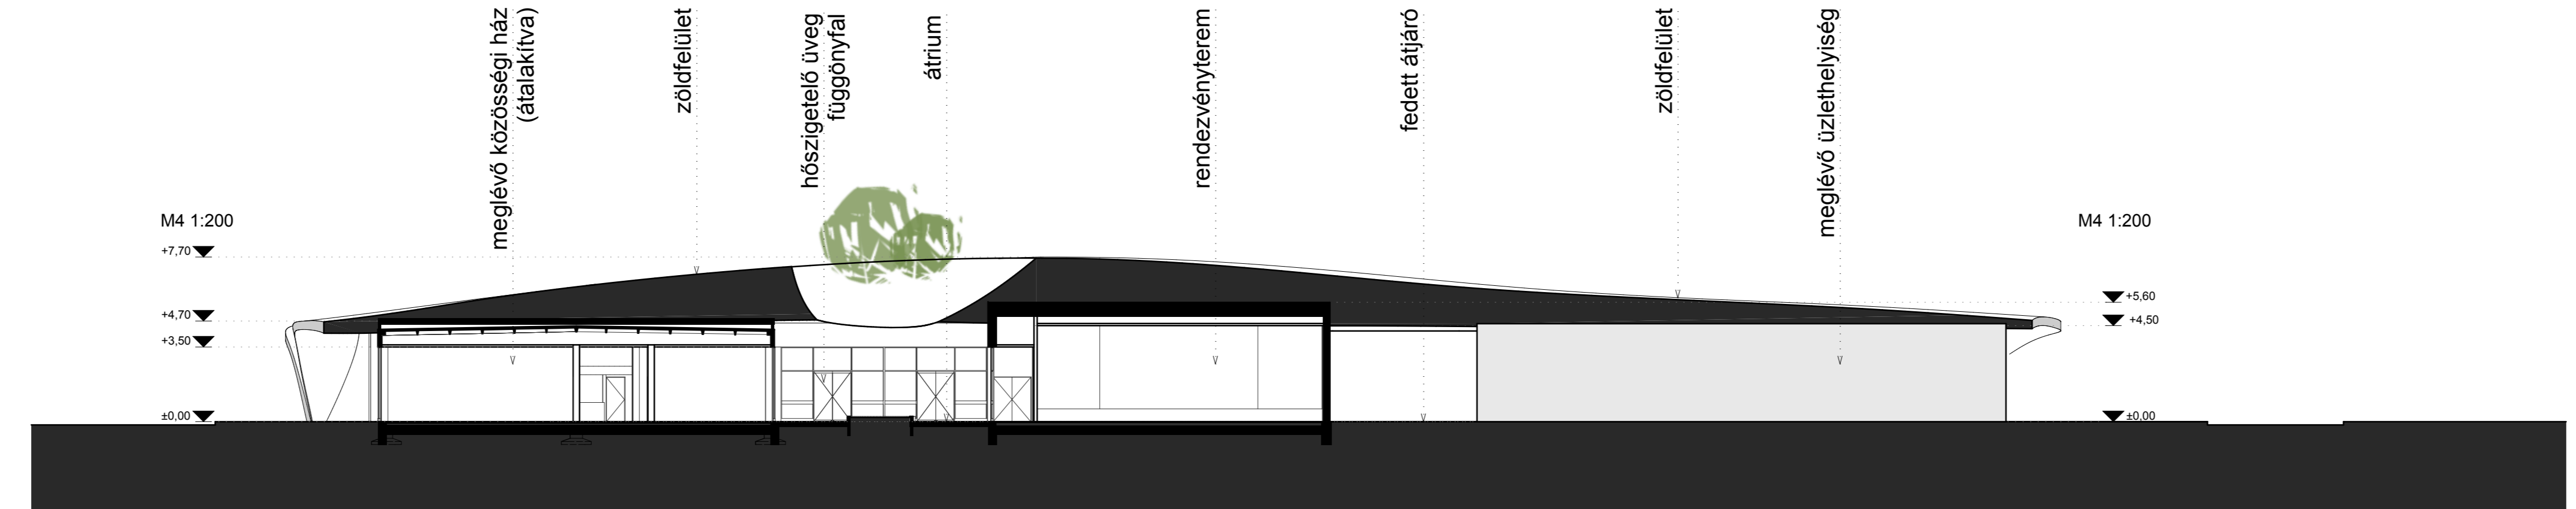 meglévő közösségi ház
(átalakítva)
zöldfelület
hőszigetelő üveg
függönyfal
átrium
rendezvényterem
fedett átjáró
zöldfelület
meglévő üzlethelyiség
M4 1:200
+7,70
+4,70
+3,50
±0,00
M4 1:200
+5,60
+4,50
±0,00